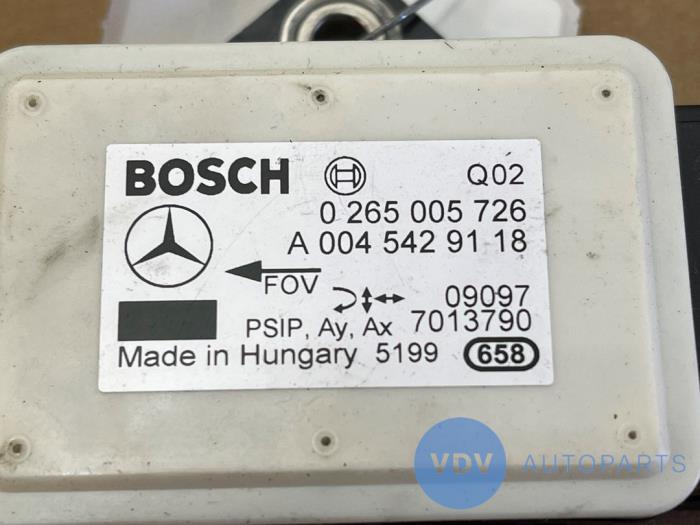 BOSCH Q02
0 265 005 726
A 004 542 91 18
FOV
09097
PSIP, Ay, Ax 7013790
Made in Hungary 5199 658
VDV AUTOPARTS